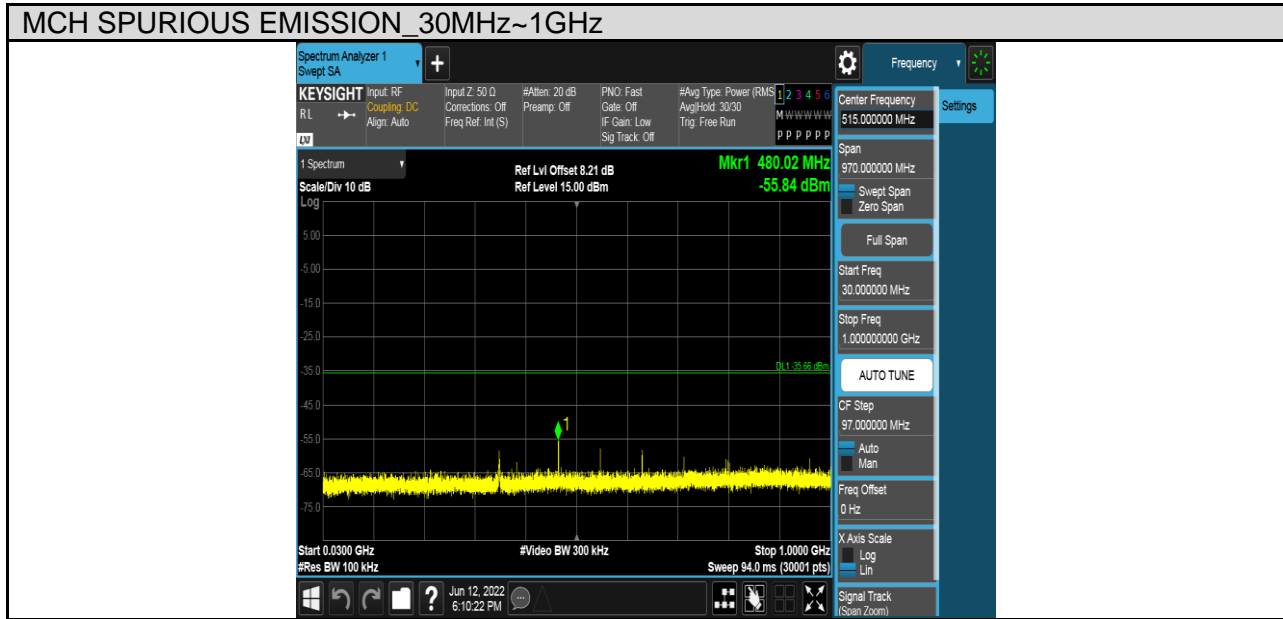 MCH SPURIOUS EMISSION_30MHz~1GHz
Spectrum Analyzer 1
Swept SA
+
Frequency
KEYSIGHT
RL
LXI
Input: RF
Coupling: DC
Align: Auto
Input Z: 50 Ω
Corrections: Off
Freq Ref: Int (S)
#Atten: 20 dB
Preamp: Off
PNO: Fast
Gate: Off
IF Gain: Low
Sig Track: Off
#Avg Type: Power (RMS
Avg|Hold: 30/30
Trig: Free Run
1 2 3 4 5 6
M W W W W W
P P P P P P
1 Spectrum
Scale/Div 10 dB
Ref Lvl Offset 8.21 dB
Ref Level 15.00 dBm
Mkr1 480.02 MHz
-55.84 dBm
Log
5.00
-5.00
-15.0
-25.0
-35.0
-45.0
-55.0
-65.0
-75.0
DL1 -35.66 dBm
1
Start 0.0300 GHz
#Res BW 100 kHz
#Video BW 300 kHz
Stop 1.0000 GHz
Sweep 94.0 ms (30001 pts)
?
Jun 12, 2022
6:10:22 PM
Center Frequency
515.000000 MHz
Settings
Span
970.000000 MHz
Swept Span
Zero Span
Full Span
Start Freq
30.000000 MHz
Stop Freq
1.000000000 GHz
AUTO TUNE
CF Step
97.000000 MHz
Auto
Man
Freq Offset
0 Hz
X Axis Scale
Log
Lin
Signal Track
(Span Zoom)